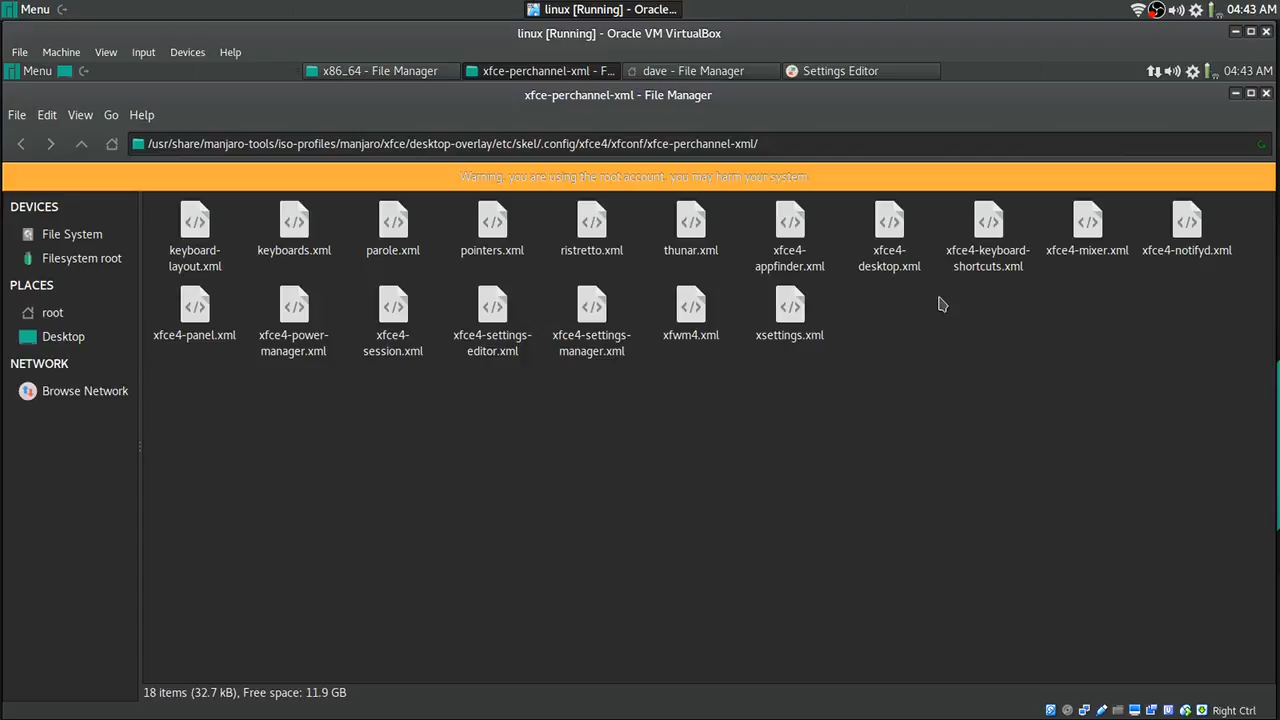 Menu
linux [Running] - Oracle...
04:43 AM
linux [Running] - Oracle VM VirtualBox
File Machine View Input Devices Help
Menu
x86_64 - File Manager
xfce-perchannel-xml - F...
dave - File Manager
Settings Editor
04:43 AM
xfce-perchannel-xml - File Manager
File Edit View Go Help
/usr/share/manjaro-tools/iso-profiles/manjaro/xfce/desktop-overlay/etc/skel/.config/xfce4/xfconf/xfce-perchannel-xml/
Warning, you are using the root account, you may harm your system.
DEVICES
File System
Filesystem root
PLACES
root
Desktop
NETWORK
Browse Network
keyboard-
layout.xml
keyboards.xml
parole.xml
pointers.xml
ristretto.xml
thunar.xml
xfce4-
appfinder.xml
xfce4-
desktop.xml
xfce4-keyboard-
shortcuts.xml
xfce4-mixer.xml
xfce4-notifyd.xml
xfce4-panel.xml
xfce4-power-
manager.xml
xfce4-
session.xml
xfce4-settings-
editor.xml
xfce4-settings-
manager.xml
xfwm4.xml
xsettings.xml
18 items (32.7 kB), Free space: 11.9 GB
Right Ctrl